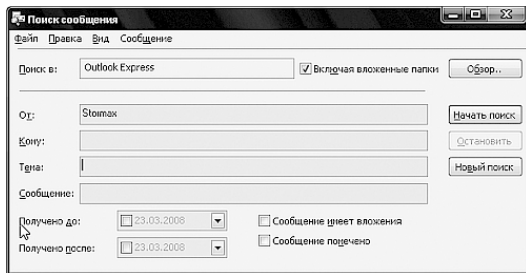 Поиск сообщения
Файл Правка Вид Сообщение
Поиск в: Outlook Express Включая вложенные папки Обзор...
От: Stormax Начать поиск
Кому: Остановить
Тема: Новый поиск
Сообщение:
Получено до: 23.03.2008 Сообщение имеет вложения
Получено после: 23.03.2008 Сообщение помечено